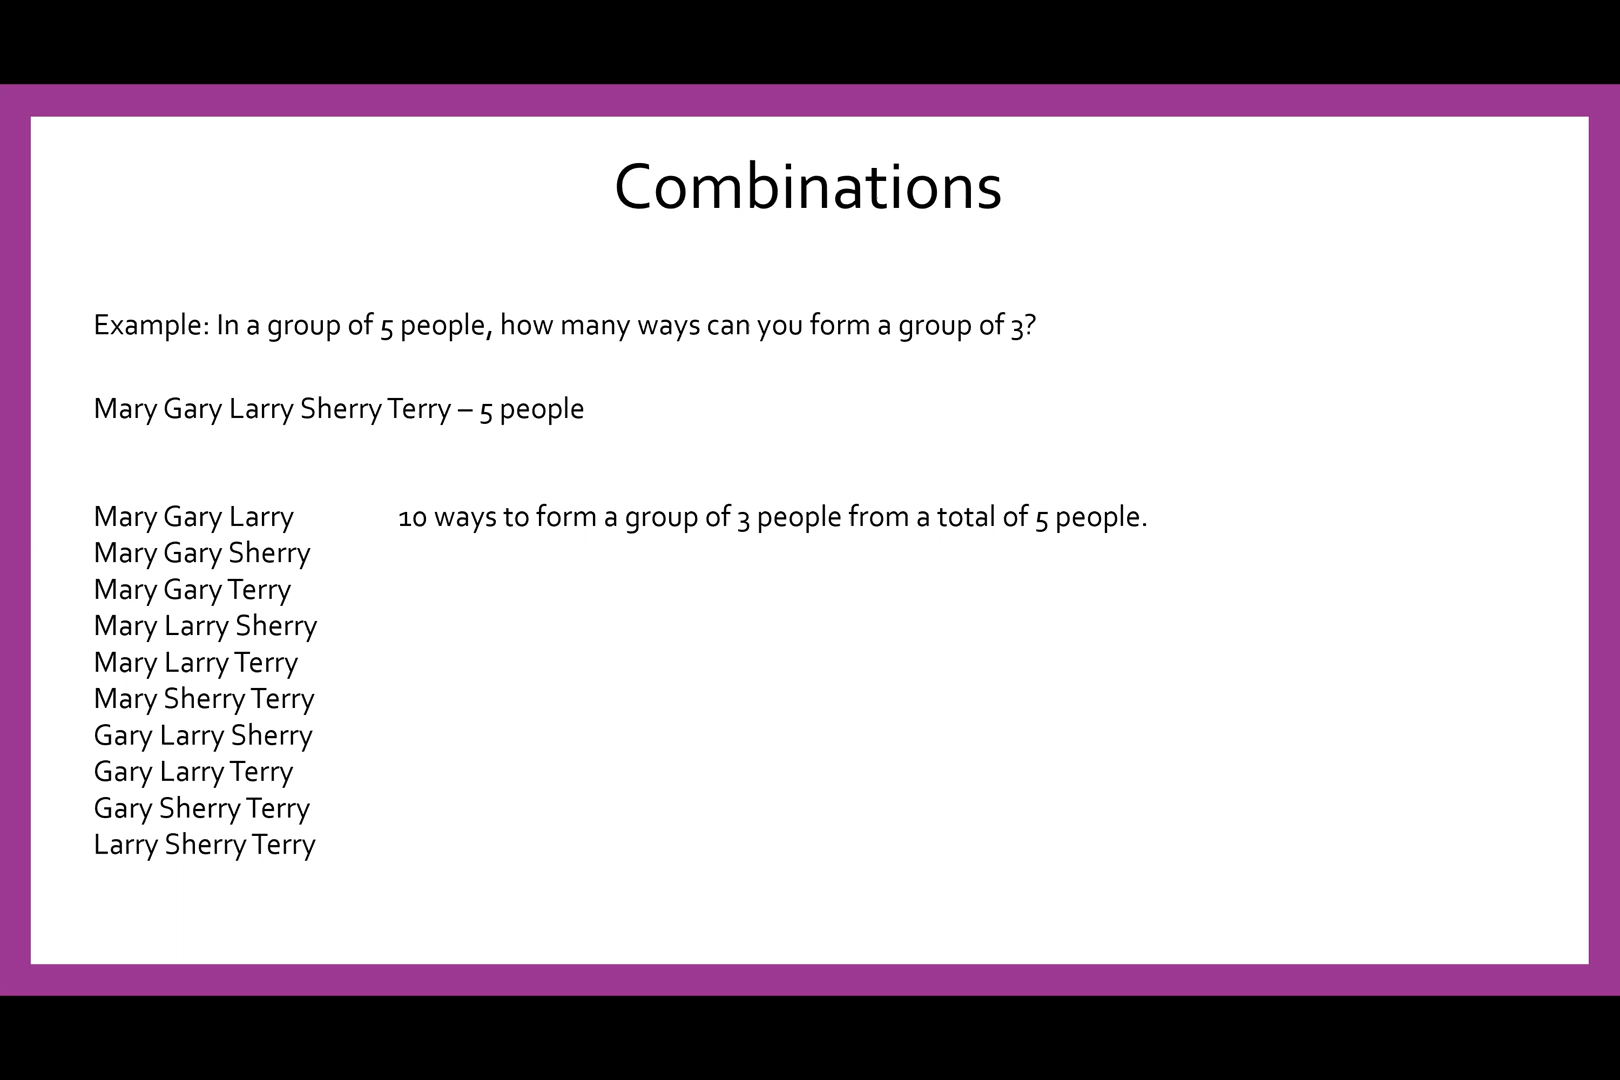 Combinations
Example: In a group of 5 people, how many ways can you form a group of 3?
Mary Gary Larry Sherry Terry – 5 people
Mary Gary Larry 10 ways to form a group of 3 people from a total of 5 people.
Mary Gary Sherry
Mary Gary Terry
Mary Larry Sherry
Mary Larry Terry
Mary Sherry Terry
Gary Larry Sherry
Gary Larry Terry
Gary Sherry Terry
Larry Sherry Terry